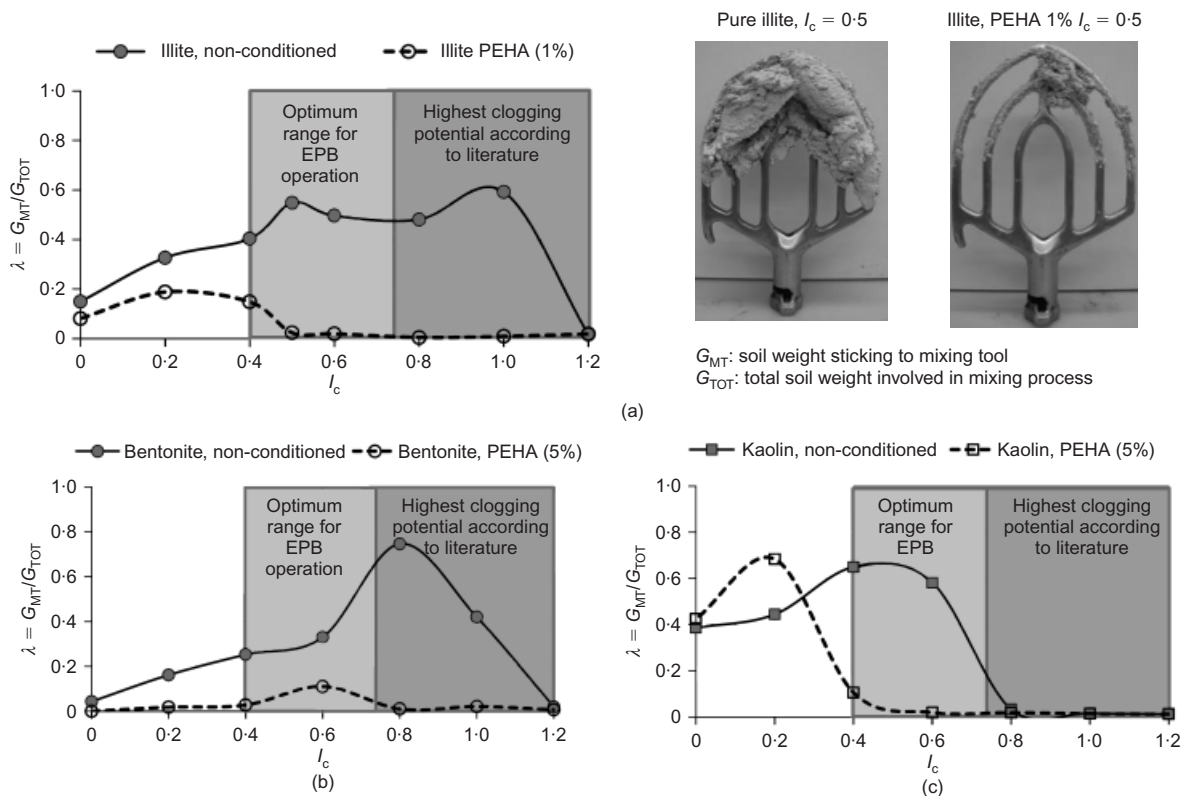 Illite, non-conditioned
Illite PEHA (1%)
Optimum
range for
EPB
operation
Highest clogging
potential according
to literature
1·0
0·8
0·6
0·4
0·2
0
λ = G_MT/G_TOT
0 0·2 0·4 0·6 0·8 1·0 1·2
I_c
Pure illite, I_c = 0·5
Illite, PEHA 1% I_c = 0·5
G_MT: soil weight sticking to mixing tool
G_TOT: total soil weight involved in mixing process
(a)
Bentonite, non-conditioned
Bentonite, PEHA (5%)
Optimum
range for
EPB
operation
Highest clogging
potential according
to literature
1·0
0·8
0·6
0·4
0·2
0
λ = G_MT/G_TOT
0 0·2 0·4 0·6 0·8 1·0 1·2
I_c
(b)
Kaolin, non-conditioned
Kaolin, PEHA (5%)
Optimum
range for
EPB
Highest clogging
potential according
to literature
1·0
0·8
0·6
0·4
0·2
0
λ = G_MT/G_TOT
0 0·2 0·4 0·6 0·8 1·0 1·2
I_c
(c)